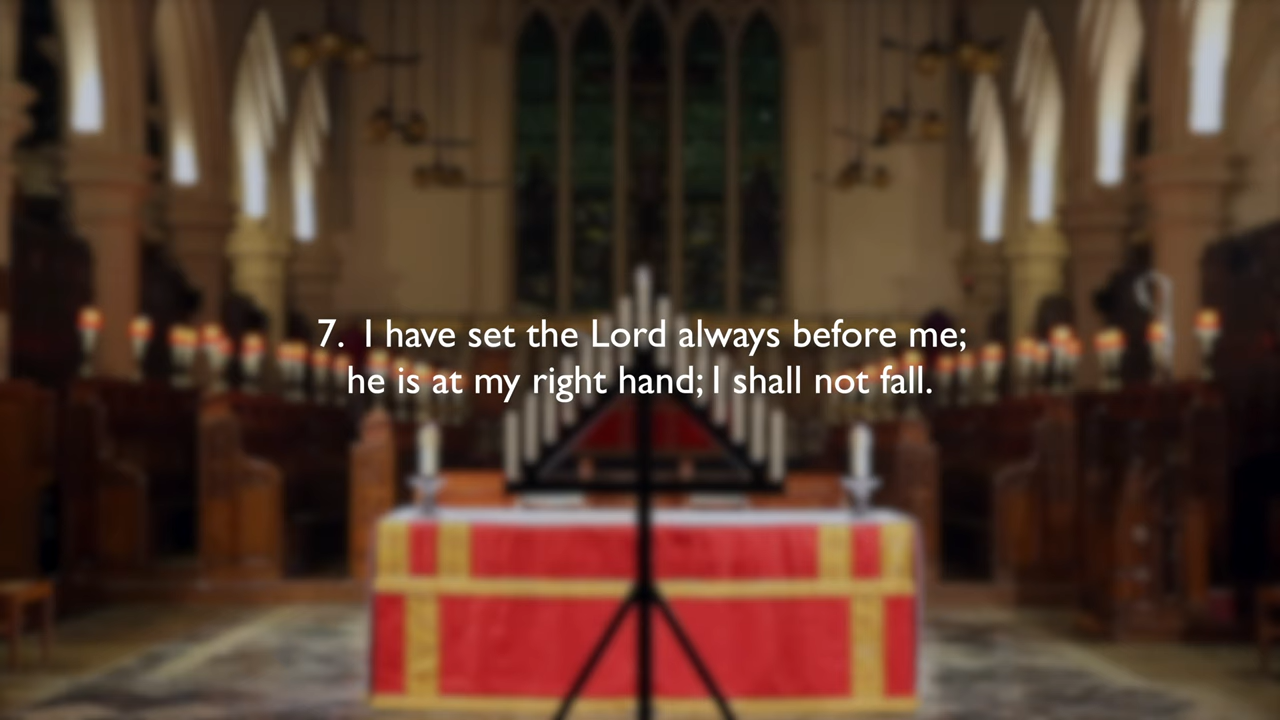 7. I have set the Lord always before me;
he is at my right hand; I shall not fall.